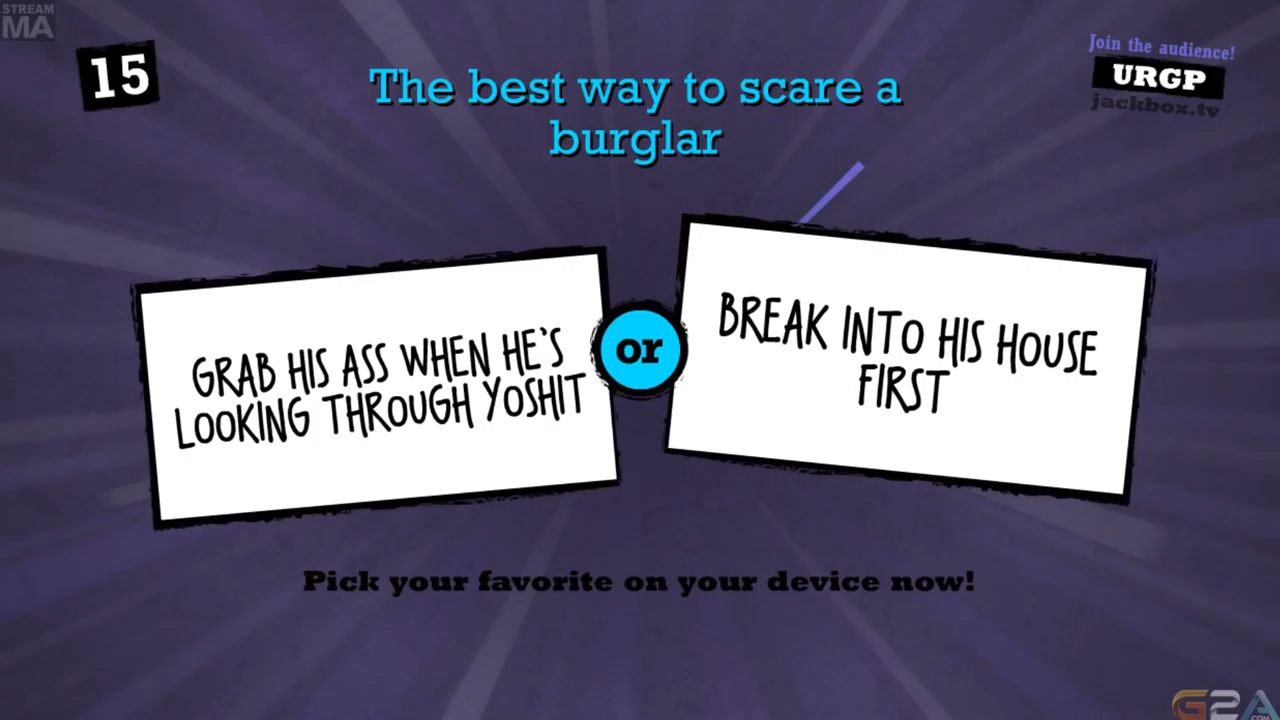 STREAM
MA
15
The best way to scare a
burglar
Join the audience!
URGP
jackbox.tv
GRAB HIS ASS WHEN HE'S
LOOKING THROUGH YOSHIT
or
BREAK INTO HIS HOUSE
FIRST
Pick your favorite on your device now!
G2A
.COM